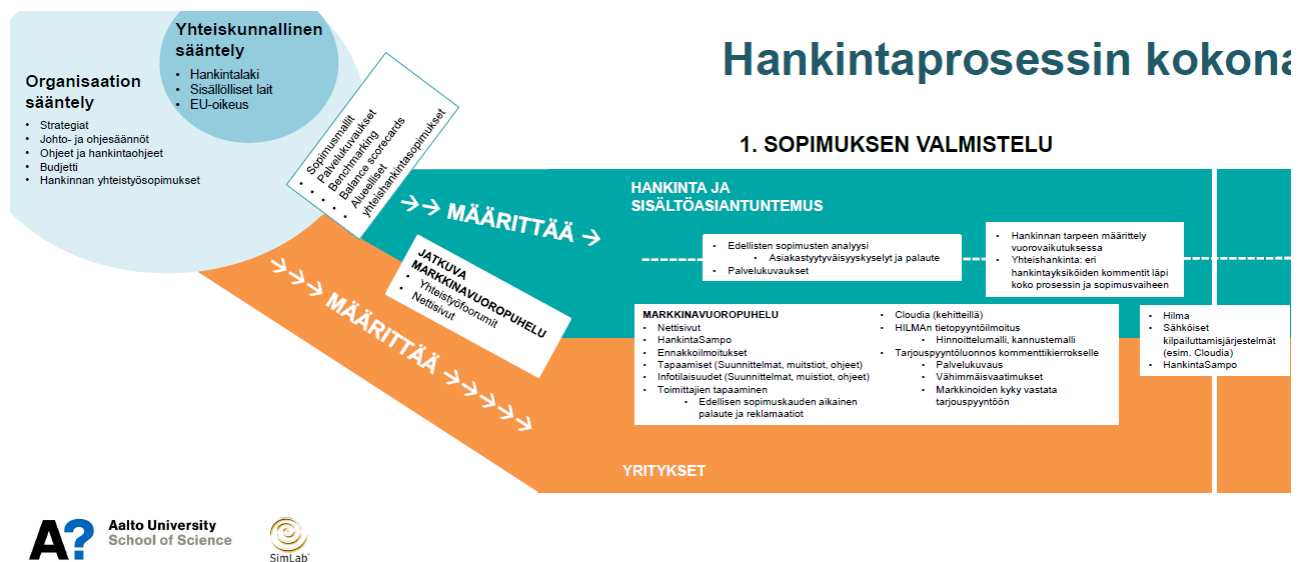 Yhteiskunnallinen
sääntely
• Hankintalaki
• Sisällölliset lait
• EU-oikeus
Organisaation
sääntely
• Strategiat
• Johto- ja ohjesäännöt
• Ohjeet ja hankintaohjeet
• Budjetti
• Hankinnan yhteistyösopimukset
• Sopimusmallit
• Palvelukuvaukset
• Benchmarking
• Balance scorecards
• Alueelliset
yhteishankintasopimukset
Hankintaprosessin kokona
1. SOPIMUKSEN VALMISTELU
→→ MÄÄRITTÄÄ →
JATKUVA
MARKKINAVUOROPUHELU
• Yhteistyöfoorumit
• Nettisivut
→→→ MÄÄRITTÄÄ →→→→→→
HANKINTA JA
SISÄLTÖASIANTUNTEMUS
• Edellisten sopimusten analyysi
• Asiakastyytyväisyyskyselyt ja palaute
• Palvelukuvaukset
• Hankinnan tarpeen määrittely
vuorovaikutuksessa
• Yhteishankinta: eri
hankintayksiköiden kommentit läpi
koko prosessin ja sopimusvaiheen
MARKKINAVUOROPUHELU
• Nettisivut
• HankintaSampo
• Ennakkoilmoitukset
• Tapaamiset (Suunnittelmat, muitstiot, ohjeet)
• Infotilaisuudet (Suunnittelmat, muistiot, ohjeet)
• Toimittajien tapaaminen
• Edellisen sopimuskauden aikainen
palaute ja reklamaatiot
• Cloudia (kehitteillä)
• HILMAn tietopyyntöilmoitus
• Hinnoittelumalli, kannustemalli
• Tarjouspyyntöluonnos kommenttikierrokselle
• Palvelukuvaus
• Vähimmäisvaatimukset
• Markkinoiden kyky vastata
tarjouspyyntöön
• Hilma
• Sähköiset
kilpailuttamisjärjestelmät
(esim. Cloudia)
• HankintaSampo
YRITYKSET
A?
Aalto University
School of Science
SimLab™